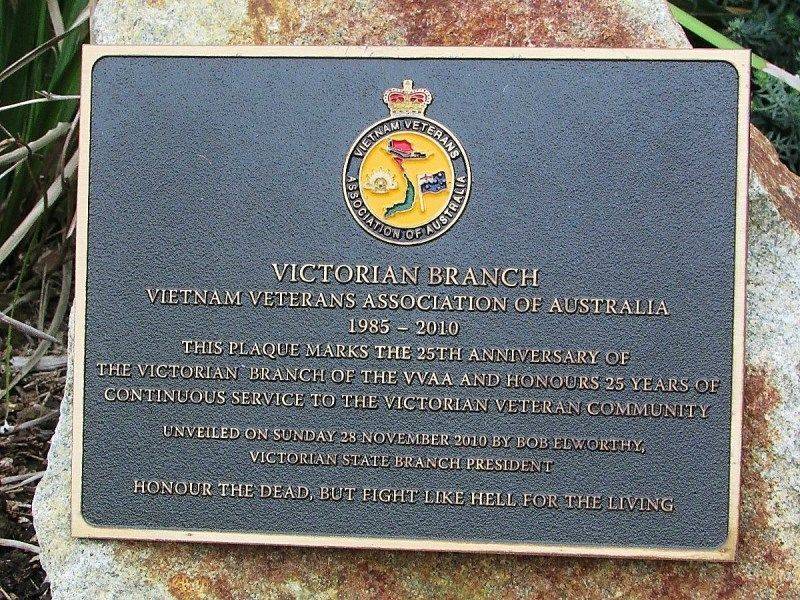 VIETNAM VETERANS
ASSOCIATION OF AUSTRALIA
VICTORIAN BRANCH
VIETNAM VETERANS ASSOCIATION OF AUSTRALIA
1985 – 2010
THIS PLAQUE MARKS THE 25TH ANNIVERSARY OF
THE VICTORIAN BRANCH OF THE VVAA AND HONOURS 25 YEARS OF
CONTINUOUS SERVICE TO THE VICTORIAN VETERAN COMMUNITY
UNVEILED ON SUNDAY 28 NOVEMBER 2010 BY BOB ELWORTHY,
VICTORIAN STATE BRANCH PRESIDENT
HONOUR THE DEAD, BUT FIGHT LIKE HELL FOR THE LIVING